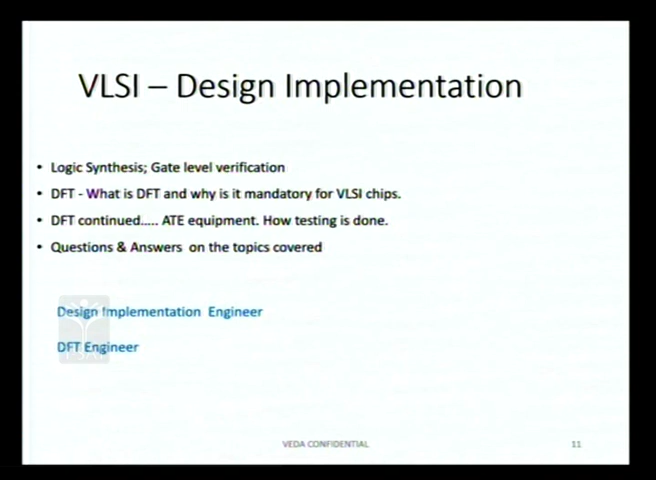 VLSI – Design Implementation
• Logic Synthesis; Gate level verification
• DFT - What is DFT and why is it mandatory for VLSI chips.
• DFT continued..... ATE equipment. How testing is done.
• Questions & Answers on the topics covered
Design Implementation Engineer
DFT Engineer
VEDA CONFIDENTIAL
11